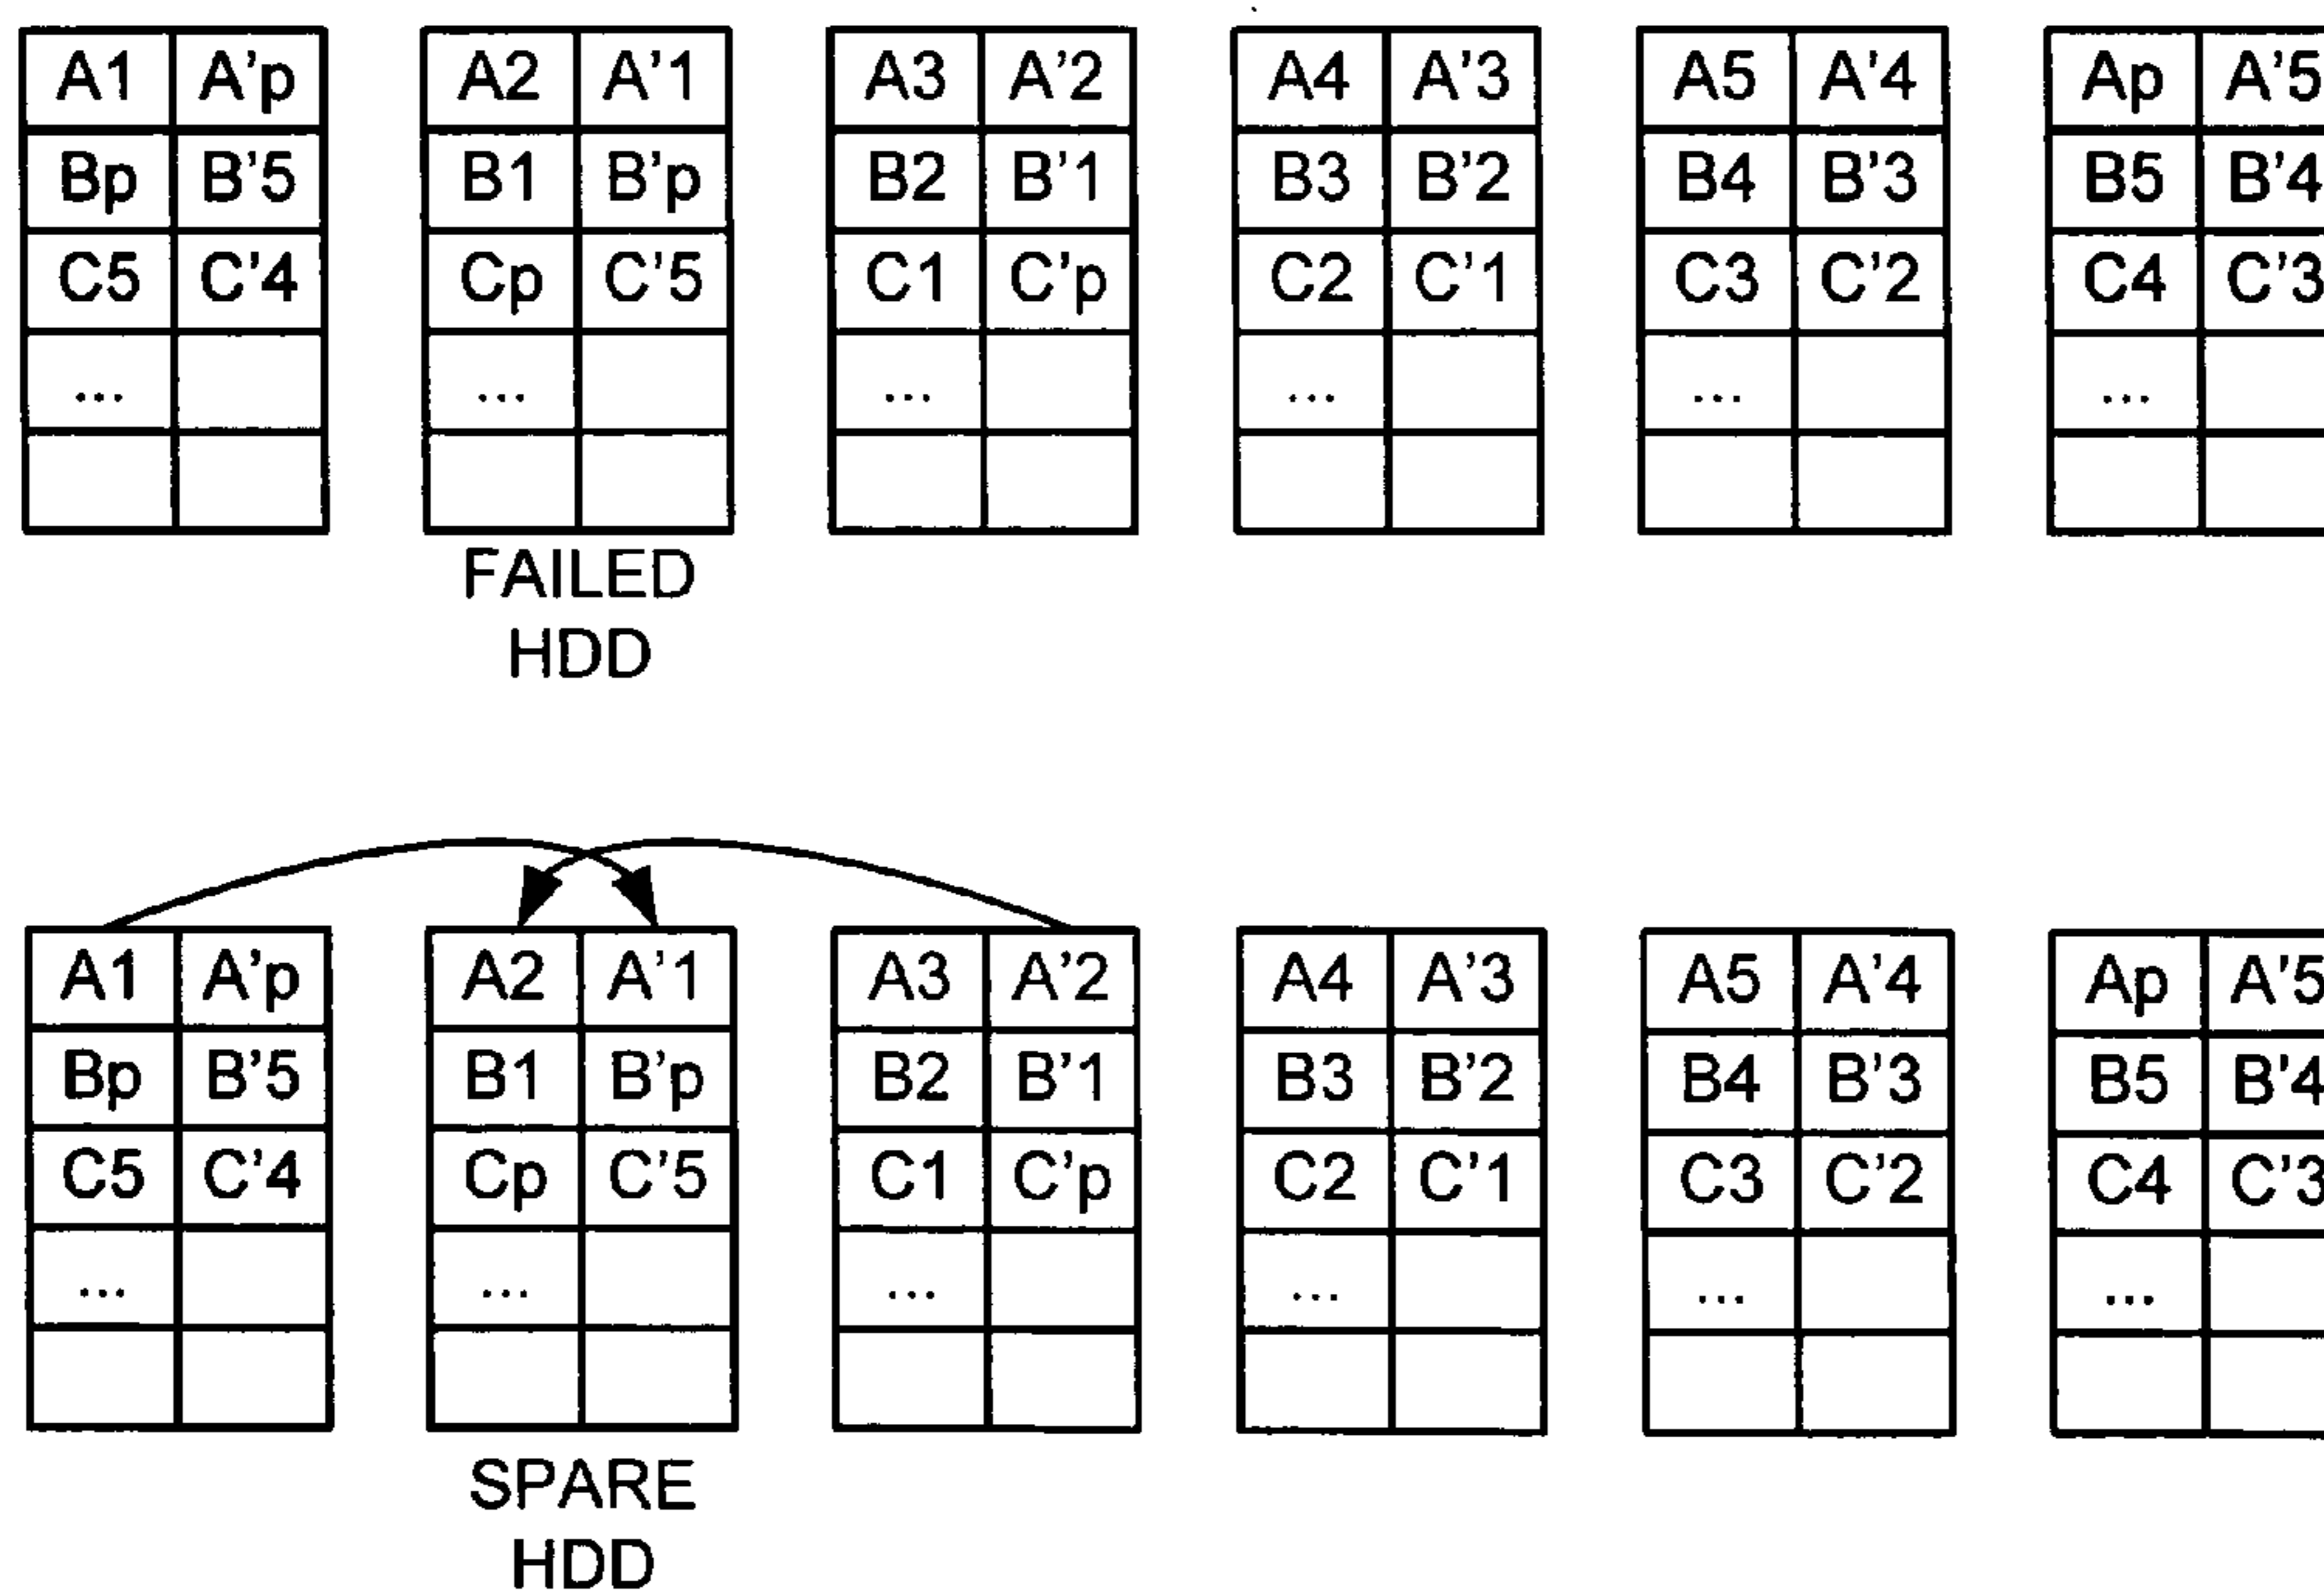 A1 A'p A2 A'1 A3 A'2 A4 A'3 A5 A'4 Ap A'5
Bp B'5 B1 B'p B2 B'1 B3 B'2 B4 B'3 B5 B'4
C5 C'4 Cp C'5 C1 C'p C2 C'1 C3 C'2 C4 C'3
... ... ... ... ... ...
FAILED
HDD
A1 A'p A2 A'1 A3 A'2 A4 A'3 A5 A'4 Ap A'5
Bp B'5 B1 B'p B2 B'1 B3 B'2 B4 B'3 B5 B'4
C5 C'4 Cp C'5 C1 C'p C2 C'1 C3 C'2 C4 C'3
... ... ... ... ... ...
SPARE
HDD